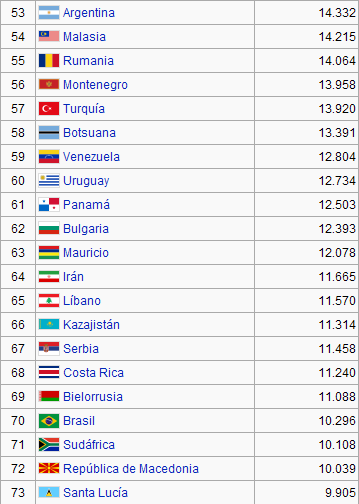 53 Argentina 14.332
54 Malasia 14.215
55 Rumania 14.064
56 Montenegro 13.958
57 Turquía 13.920
58 Botsuana 13.391
59 Venezuela 12.804
60 Uruguay 12.734
61 Panamá 12.503
62 Bulgaria 12.393
63 Mauricio 12.078
64 Irán 11.665
65 Líbano 11.570
66 Kazajistán 11.314
67 Serbia 11.458
68 Costa Rica 11.240
69 Bielorrusia 11.088
70 Brasil 10.296
71 Sudáfrica 10.108
72 República de Macedonia 10.039
73 Santa Lucía 9.905